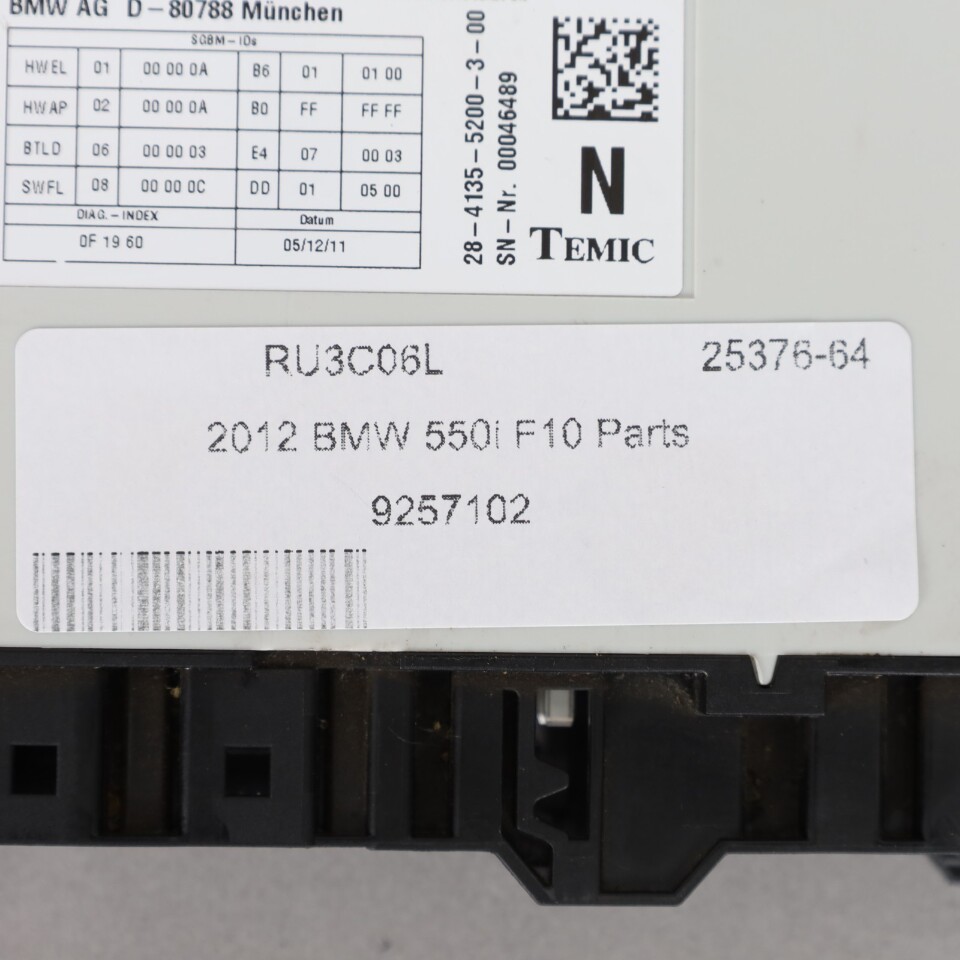 BMW AG D-80788 München
SGBM-IDs
HWEL 01 00 00 0A B6 01 01 00
HWAP 02 00 00 0A B0 FF FF FF
BTLD 06 00 00 03 E4 07 00 03
SWFL 08 00 00 0C DD 01 05 00
DIAG.-INDEX Datum
0F 19 60 05/12/11
28-4135-5200-3-00
SN-Nr. 00046489
N
TEMIC
RU3C06L 25376-64
2012 BMW 550i F10 Parts
9257102